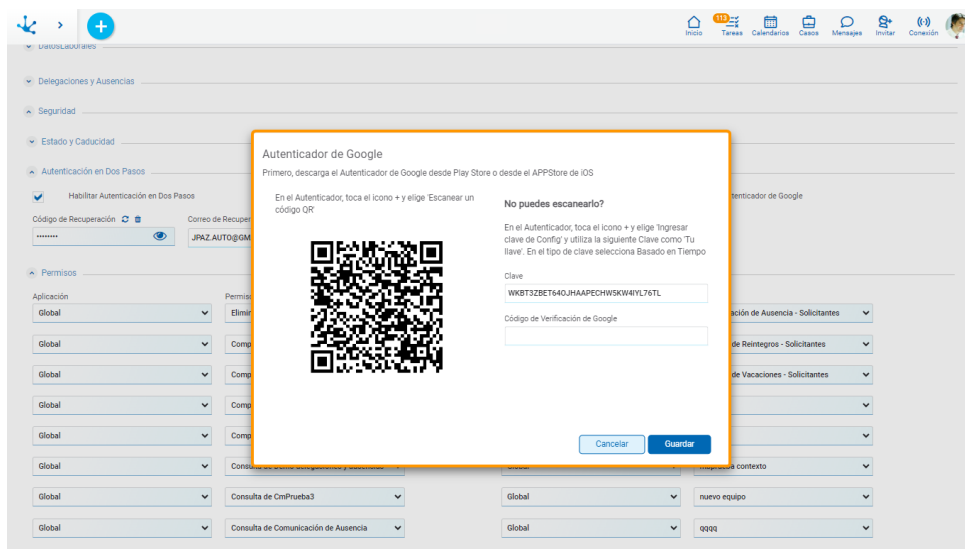 Inicio
113
Tareas
Calendarios
Casos
Mensajes
Invitar
Conexión
DatosLaborales
Delegaciones y Ausencias
Seguridad
Estado y Caducidad
Autenticación en Dos Pasos
Habilitar Autenticación en Dos Pasos
Código de Recuperación
Correo de Recuper
JPAZ.AUTO@GM
Autenticador de Google
Primero, descarga el Autenticador de Google desde Play Store o desde el APPStore de iOS
En el Autenticador, toca el icono + y elige 'Escanear un
código QR'
No puedes escanearlo?
En el Autenticador, toca el icono + y elige 'Ingresar
clave de Config' y utiliza la siguiente Clave como 'Tu
llave'. En el tipo de clave selecciona Basado en Tiempo
Clave
WKBT3ZBET64OJHAAPECHW5KW4IYL76TL
Código de Verificación de Google
Cancelar
Guardar
tenticador de Google
Permisos
Aplicación
Permis
Global
Elimir
ación de Ausencia - Solicitantes
Global
Comp
de Reintegros - Solicitantes
Global
Comp
de Vacaciones - Solicitantes
Global
Comp
Global
Comp
Global
contexto
Global
Consulta de CmPrueba3
Global
nuevo equipo
Global
Consulta de Comunicación de Ausencia
Global
qqqq